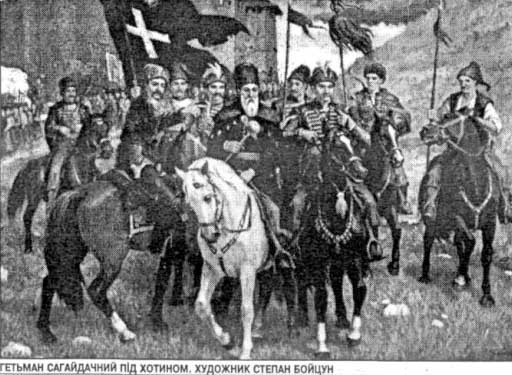 ГЕТЬМАН САГАЙДАЧНИЙ ПІД ХОТИНОМ. ХУДОЖНИК СТЕПАН БОЙЦУН